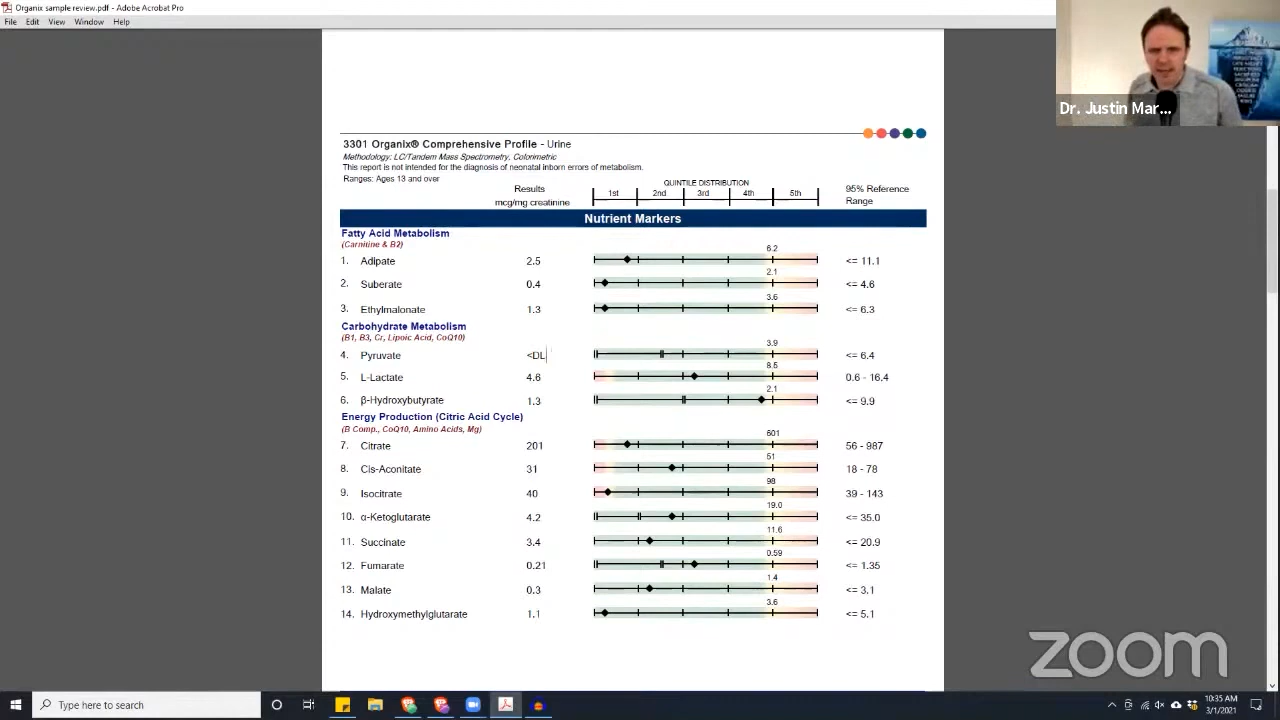 Organix sample review.pdf - Adobe Acrobat Pro
File Edit View Window Help
Dr. Justin Mar...
3301 Organix® Comprehensive Profile - Urine
Methodology: LC/Tandem Mass Spectrometry, Colorimetric
This report is not intended for the diagnosis of neonatal inborn errors of metabolism.
Ranges: Ages 13 and over
Results
mcg/mg creatinine
QUINTILE DISTRIBUTION
1st 2nd 3rd 4th 5th
95% Reference
Range
Nutrient Markers
Fatty Acid Metabolism
(Carnitine & B2)
6.2
1. Adipate 2.5 <= 11.1
2.1
2. Suberate 0.4 <= 4.6
3.6
3. Ethylmalonate 1.3 <= 6.3
Carbohydrate Metabolism
(B1, B3, Cr, Lipoic Acid, CoQ10)
3.9
4. Pyruvate <DL <= 6.4
8.5
5. L-Lactate 4.6 0.6 - 16.4
2.1
6. β-Hydroxybutyrate 1.3 <= 9.9
Energy Production (Citric Acid Cycle)
(B Comp., CoQ10, Amino Acids, Mg)
601
7. Citrate 201 56 - 987
51
8. Cis-Aconitate 31 18 - 78
98
9. Isocitrate 40 39 - 143
19.0
10. α-Ketoglutarate 4.2 <= 35.0
11.6
11. Succinate 3.4 <= 20.9
0.59
12. Fumarate 0.21 <= 1.35
1.4
13. Malate 0.3 <= 3.1
3.6
14. Hydroxymethylglutarate 1.1 <= 5.1
zoom
Type here to search
10:35 AM
3/1/2021